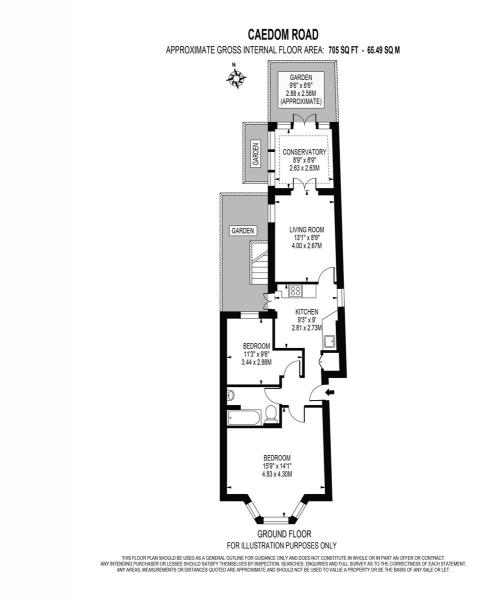 CAEDOM ROAD
APPROXIMATE GROSS INTERNAL FLOOR AREA: 705 SQ FT - 65.49 SQ M
N
GARDEN
9'6" x 8'6"
2.88 x 2.58M
(APPROXIMATE)
GARDEN
CONSERVATORY
8'9" x 8'9"
2.63 x 2.63M
GARDEN
LIVING ROOM
13'1" x 8'9"
4.00 x 2.67M
KITCHEN
9'3" x 9'
2.81 x 2.73M
BEDROOM
11'3" x 9'6"
3.44 x 2.88M
BEDROOM
15'9" x 14'1"
4.83 x 4.30M
GROUND FLOOR
FOR ILLUSTRATION PURPOSES ONLY
THIS FLOOR PLAN SHOULD BE USED AS A GENERAL OUTLINE FOR GUIDANCE ONLY AND DOES NOT CONSTITUTE IN WHOLE OR IN PART AN OFFER OR CONTRACT.
ANY INTENDING PURCHASER OR LESSEE SHOULD SATISFY THEMSELVES BY INSPECTION, SEARCHES, ENQUIRIES AND FULL SURVEY AS TO THE CORRECTNESS OF EACH STATEMENT.
ANY AREAS, MEASUREMENTS OR DISTANCES QUOTED ARE APPROXIMATE AND SHOULD NOT BE USED TO VALUE A PROPERTY OR BE THE BASIS OF ANY SALE OR LET.